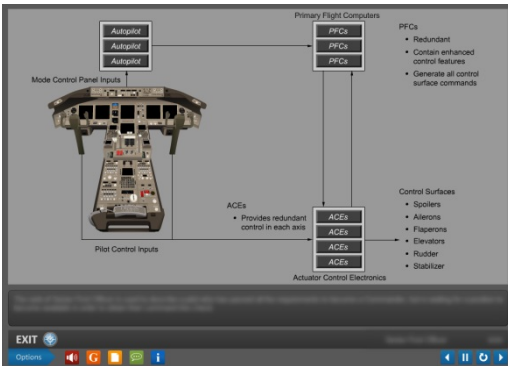 Primary Flight Computers
Autopilot
Autopilot
Autopilot
PFCs
PFCs
PFCs
PFCs
• Redundant
• Contain enhanced
control features
• Generate all control
surface commands
Mode Control Panel Inputs
ACEs
• Provides redundant
control in each axis
Pilot Control Inputs
ACEs
ACEs
ACEs
ACEs
Actuator Control Electronics
Control Surfaces
• Spoilers
• Ailerons
• Flaperons
• Elevators
• Rudder
• Stabilizer
EXIT
Options
G
i